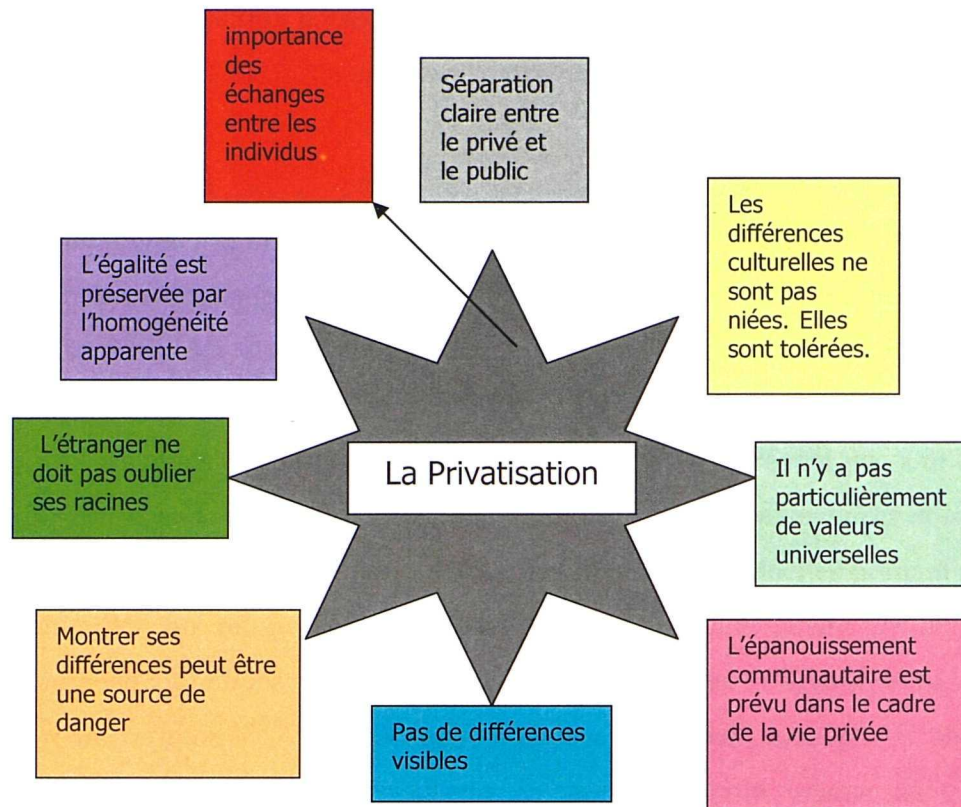 importance
des
échanges
entre les
individus
Séparation
claire entre
le privé et
le public
Les
différences
culturelles ne
sont pas
niées. Elles
sont tolérées.
L'égalité est
préservée par
l'homogénéité
apparente
L'étranger ne
doit pas oublier
ses racines
La Privatisation
Il n'y a pas
particulièrement
de valeurs
universelles
Montrer ses
différences peut être
une source de
danger
Pas de différences
visibles
L'épanouissement
communautaire est
prévu dans le cadre
de la vie privée